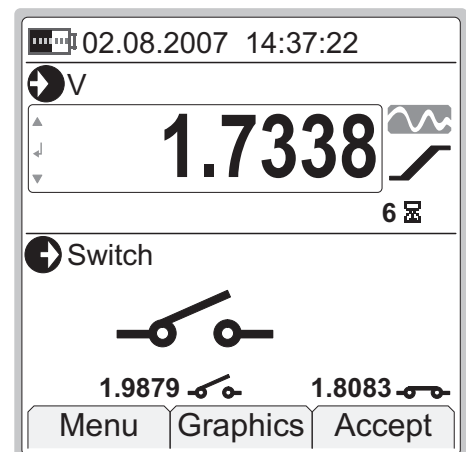 02.08.2007 14:37:22
V
1.7338
6
Switch
1.9879 1.8083
Menu Graphics Accept